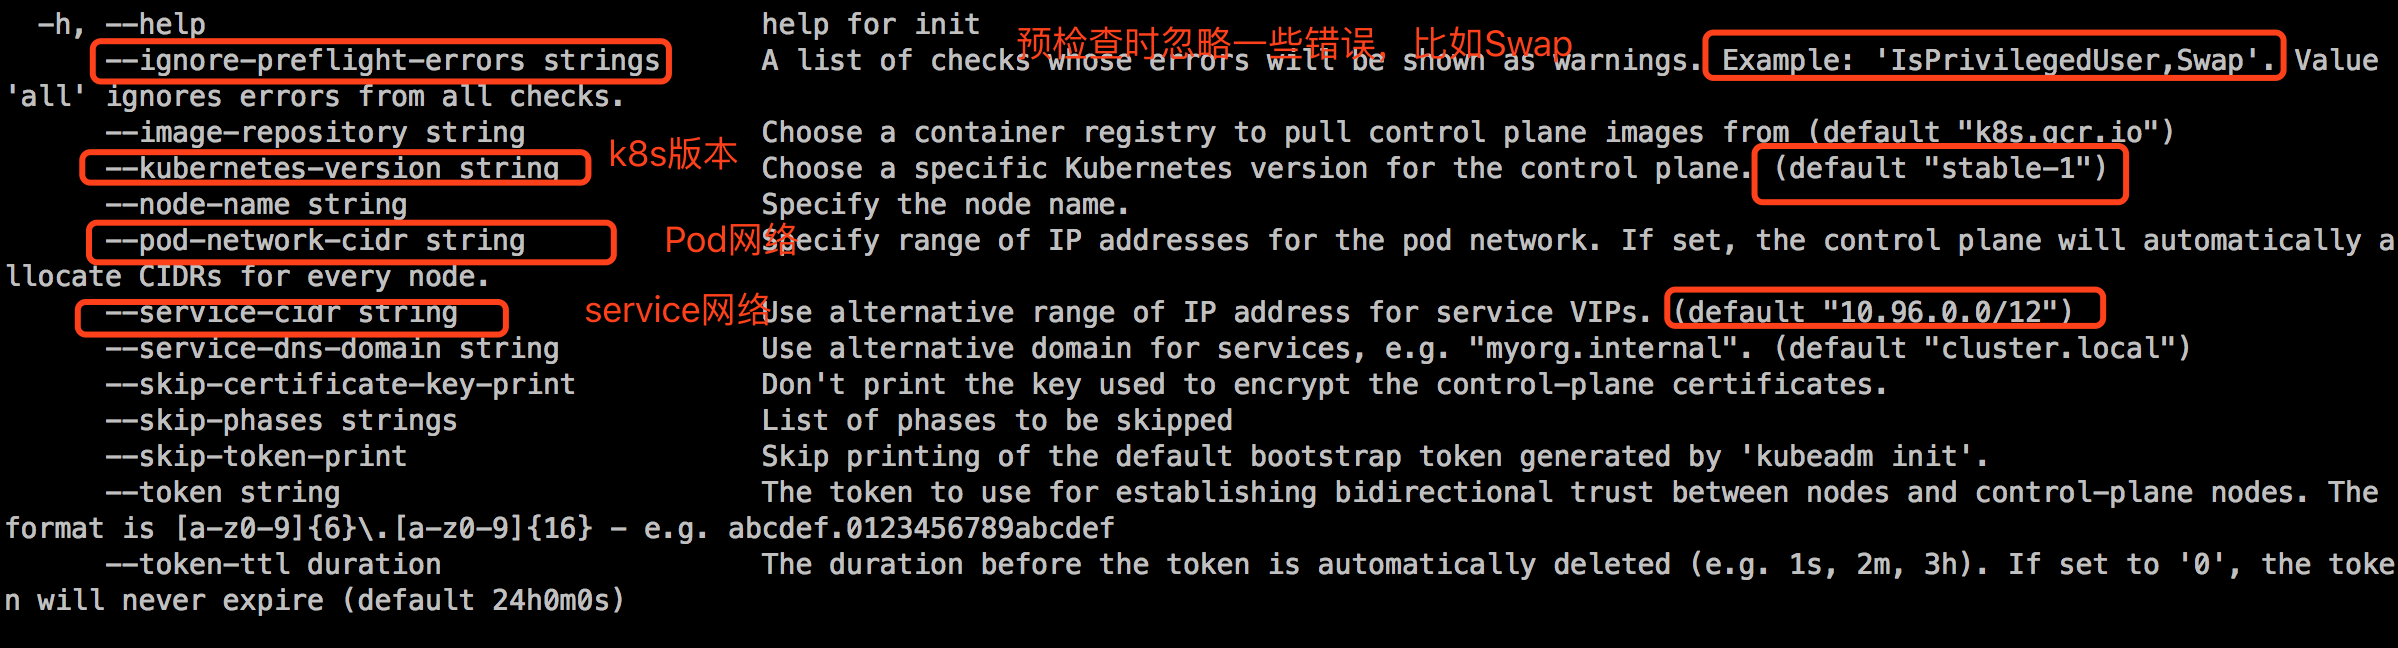 -h, --help help for init
预检查时忽略一些错误，比如Swap
--ignore-preflight-errors strings A list of checks whose errors will be shown as warnings. Example: 'IsPrivilegedUser,Swap'. Value
'all' ignores errors from all checks.
--image-repository string Choose a container registry to pull control plane images from (default "k8s.gcr.io")
k8s版本
--kubernetes-version string Choose a specific Kubernetes version for the control plane. (default "stable-1")
--node-name string Specify the node name.
Pod网络
--pod-network-cidr string Specify range of IP addresses for the pod network. If set, the control plane will automatically a
llocate CIDRs for every node.
service网络
--service-cidr string Use alternative range of IP address for service VIPs. (default "10.96.0.0/12")
--service-dns-domain string Use alternative domain for services, e.g. "myorg.internal". (default "cluster.local")
--skip-certificate-key-print Don't print the key used to encrypt the control-plane certificates.
--skip-phases strings List of phases to be skipped
--skip-token-print Skip printing of the default bootstrap token generated by 'kubeadm init'.
--token string The token to use for establishing bidirectional trust between nodes and control-plane nodes. The
format is [a-z0-9]{6}\.[a-z0-9]{16} - e.g. abcdef.0123456789abcdef
--token-ttl duration The duration before the token is automatically deleted (e.g. 1s, 2m, 3h). If set to '0', the toke
n will never expire (default 24h0m0s)